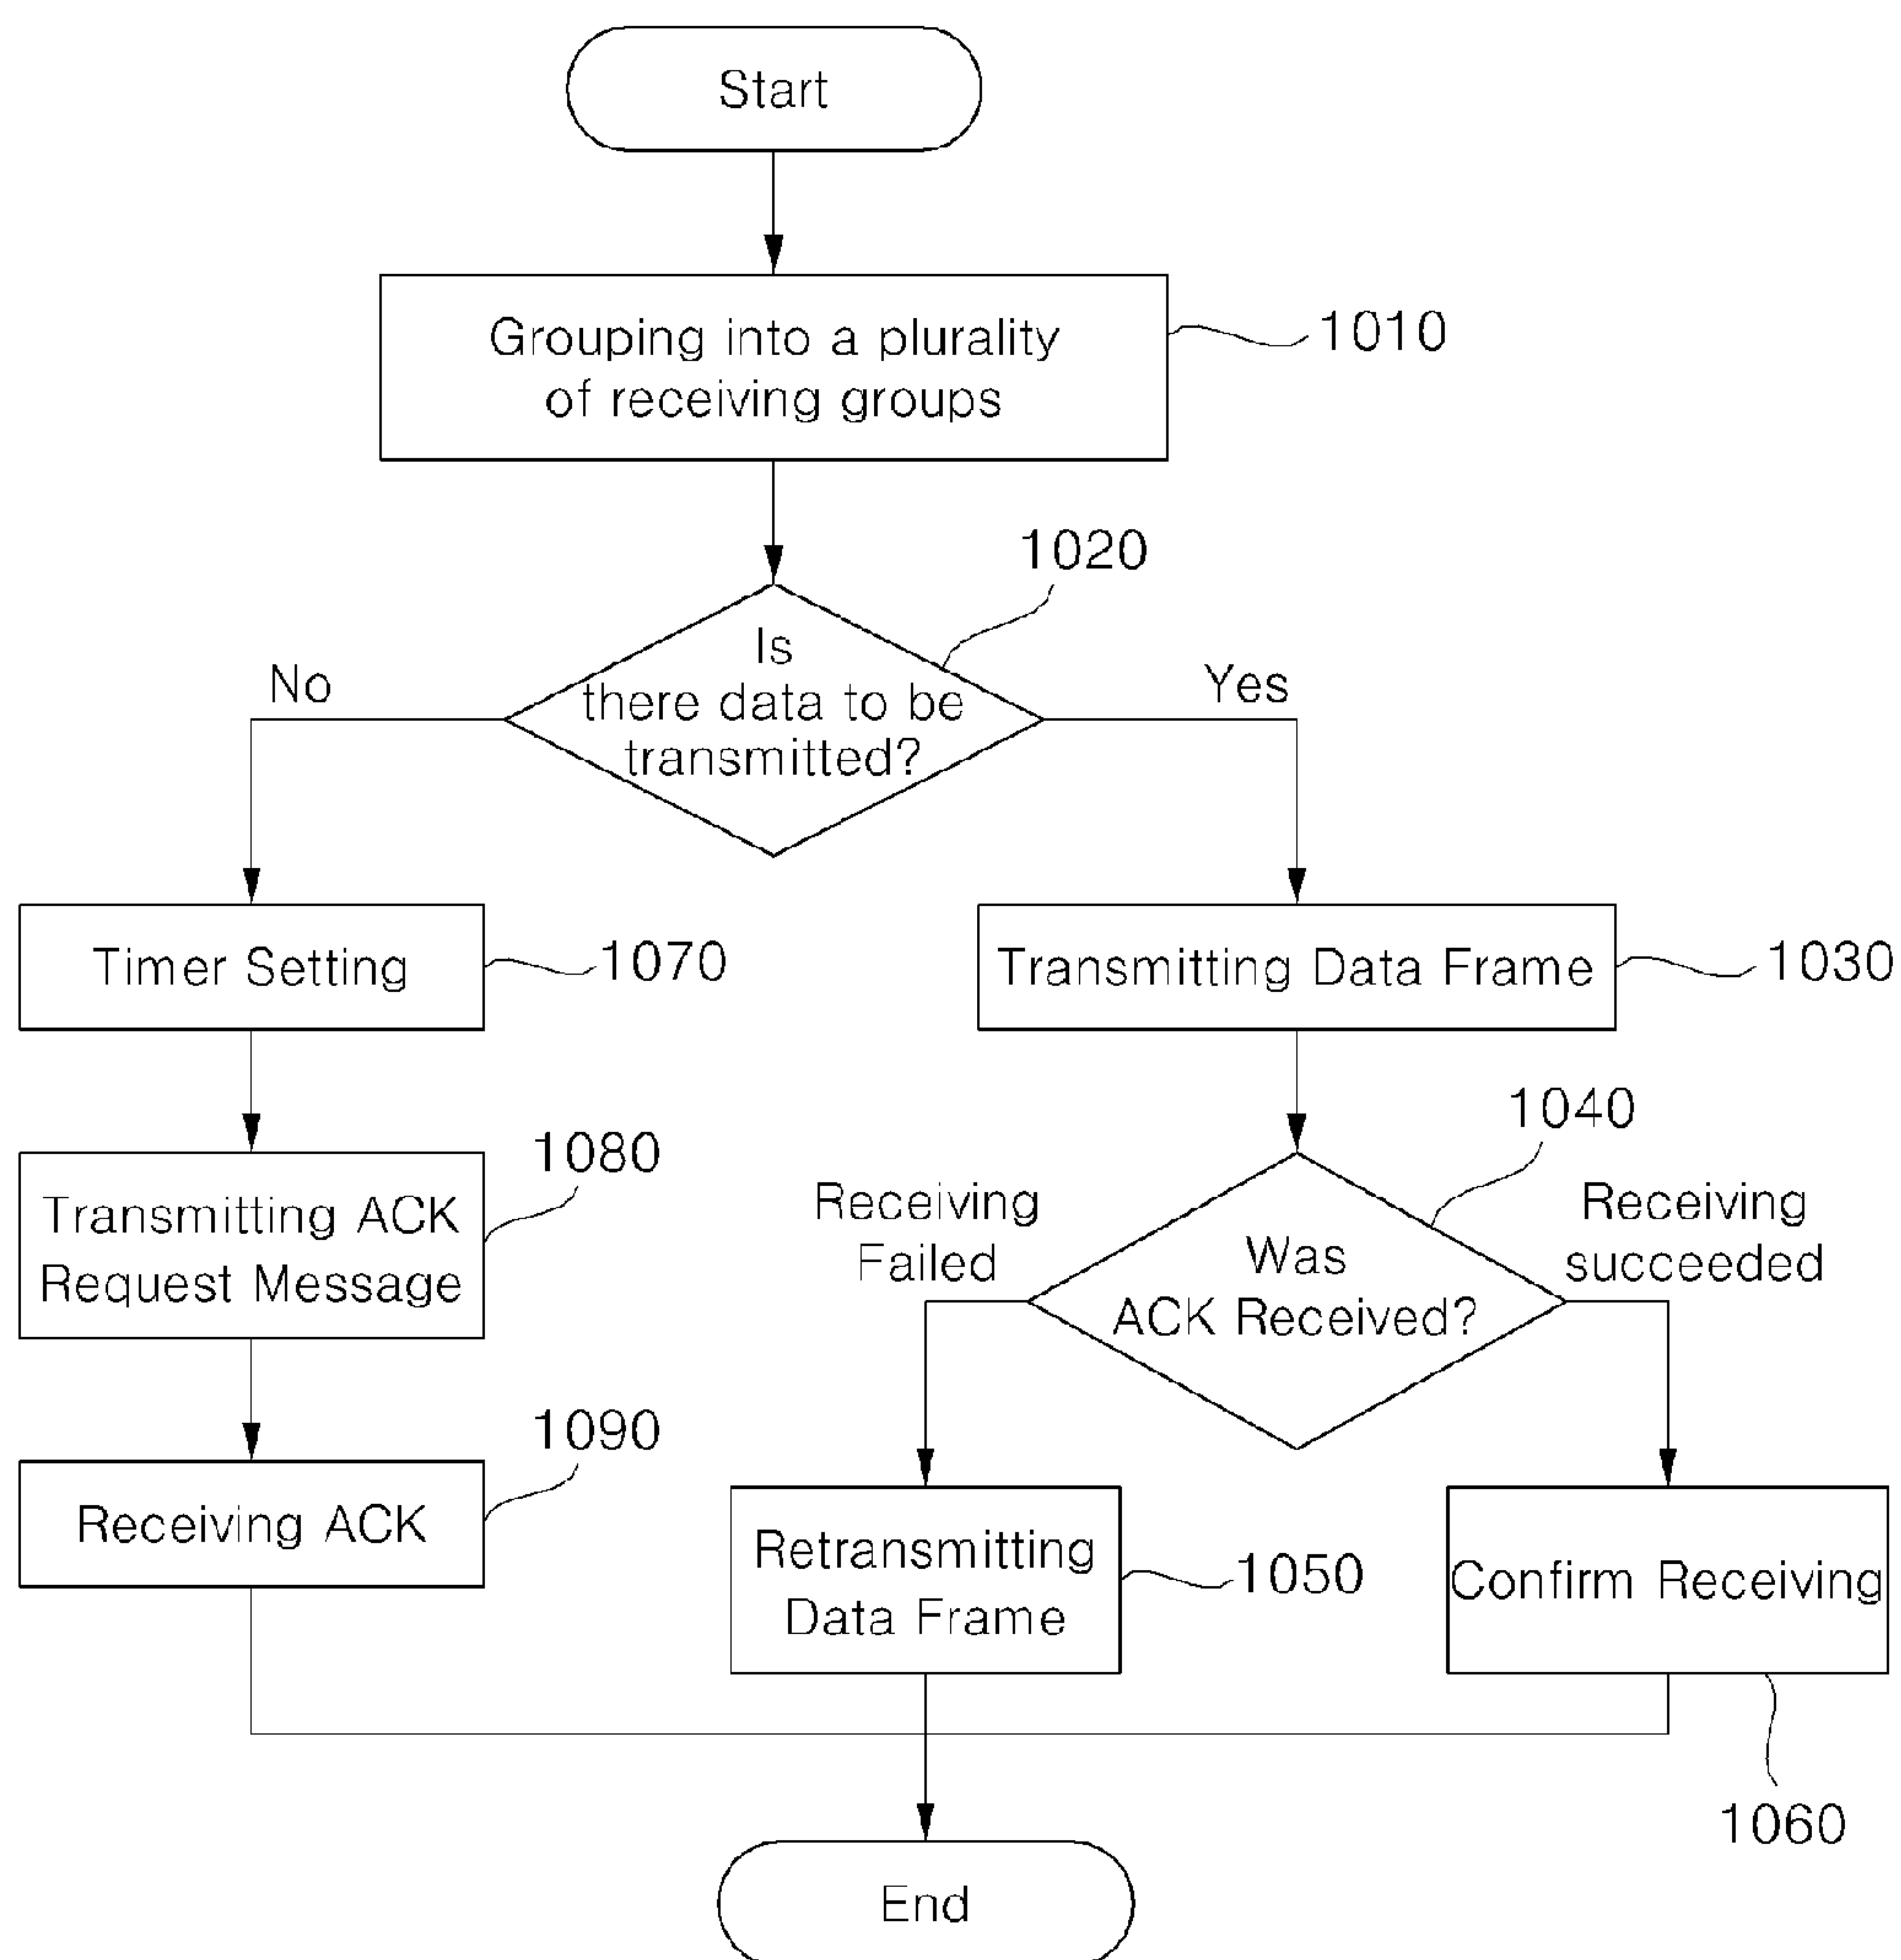 Start
Grouping into a plurality
of receiving groups
1010
1020
Is
there data to be
transmitted?
No
Yes
Timer Setting
1070
Transmitting Data Frame
1030
1040
1080
Transmitting ACK
Request Message
Receiving
Failed
Was
ACK Received?
Receiving
succeeded
1090
Receiving ACK
Retransmitting
Data Frame
1050
Confirm Receiving
1060
End